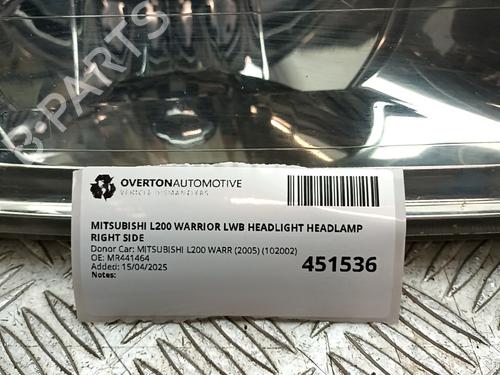 B-PARTS
OVERTONAUTOMOTIVE
VEHICLE DISMANTLERS
MITSUBISHI L200 WARRIOR LWB HEADLIGHT HEADLAMP
RIGHT SIDE
Donor Car: MITSUBISHI L200 WARR (2005) (102002)
OE: MR441464
Added: 15/04/2025
Notes:
451536